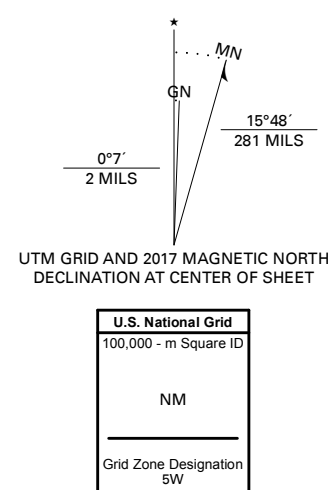 ★
MN
GN
15°48´
281 MILS
0°7´
2 MILS
UTM GRID AND 2017 MAGNETIC NORTH
DECLINATION AT CENTER OF SHEET
U.S. National Grid
100,000 - m Square ID
NM
Grid Zone Designation
5W